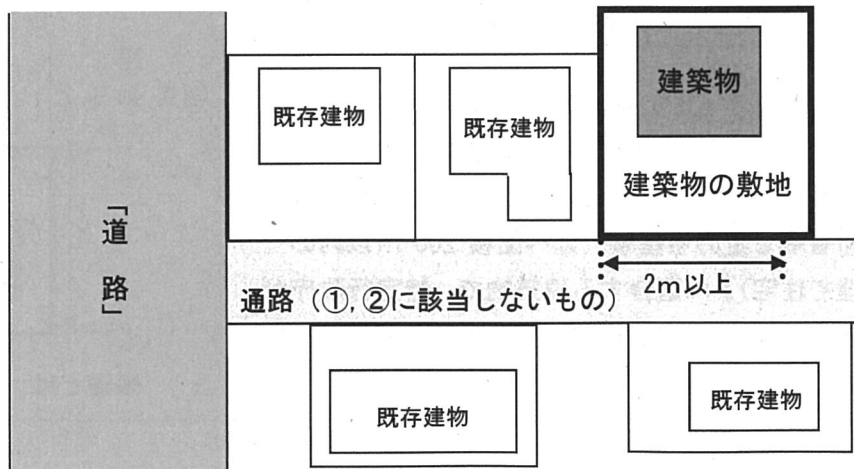 建築物
既存建物
既存建物
建築物の敷地
「道路」
2m以上
通路（①,②に該当しないもの）
既存建物
既存建物